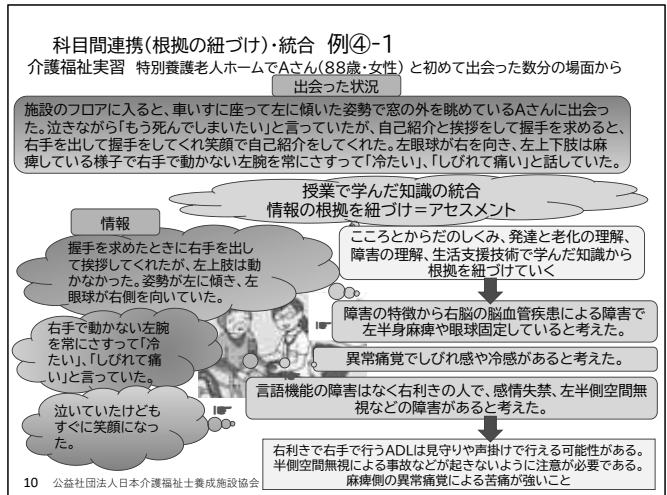 科目間連携(根拠の紐づけ)・統合 例④-1
介護福祉実習 特別養護老人ホームでAさん(88歳・女性) と初めて出会った数分の場面から
出会った状況
施設のフロアに入ると、車いすに座って左に傾いた姿勢で窓の外を眺めているAさんに出会っ
た。泣きながら「もう死んでしまいたい」と言っていたが、自己紹介と挨拶をして握手を求めると、
右手を出して握手をしてくれ笑顔で自己紹介をしてくれた。左眼球が右を向き、左上下肢は麻
痺している様子で右手で動かない左腕を常にさすって「冷たい」、「しびれて痛い」と話していた。
授業で学んだ知識の統合
情報の根拠を紐づけ=アセスメント
情報
握手を求めたときに右手を出し
て挨拶してくれたが、左上肢は動
かなかった。姿勢が左に傾き、左
眼球が右側を向いていた。
こころとからだのしくみ、発達と老化の理解、
障害の理解、生活支援技術で学んだ知識から
根拠を紐づけていく
障害の特徴から右脳の脳血管疾患による障害で
左半身麻痺や眼球固定していると考えた。
右手で動かない左腕
を常にさすって「冷
たい」、「しびれて痛
い」と言っていた。
異常痛覚でしびれ感や冷感があると考えた。
言語機能の障害はなく右利きの人で、感情失禁、左半側空間無
視などの障害があると考えた。
泣いていたけども
すぐに笑顔になっ
た。
右利きで右手で行うADLは見守りや声掛けで行える可能性がある。
半側空間無視による事故などが起きないように注意が必要である。
麻痺側の異常痛覚による苦痛が強いこと
10 公益社団法人日本介護福祉士養成施設協会